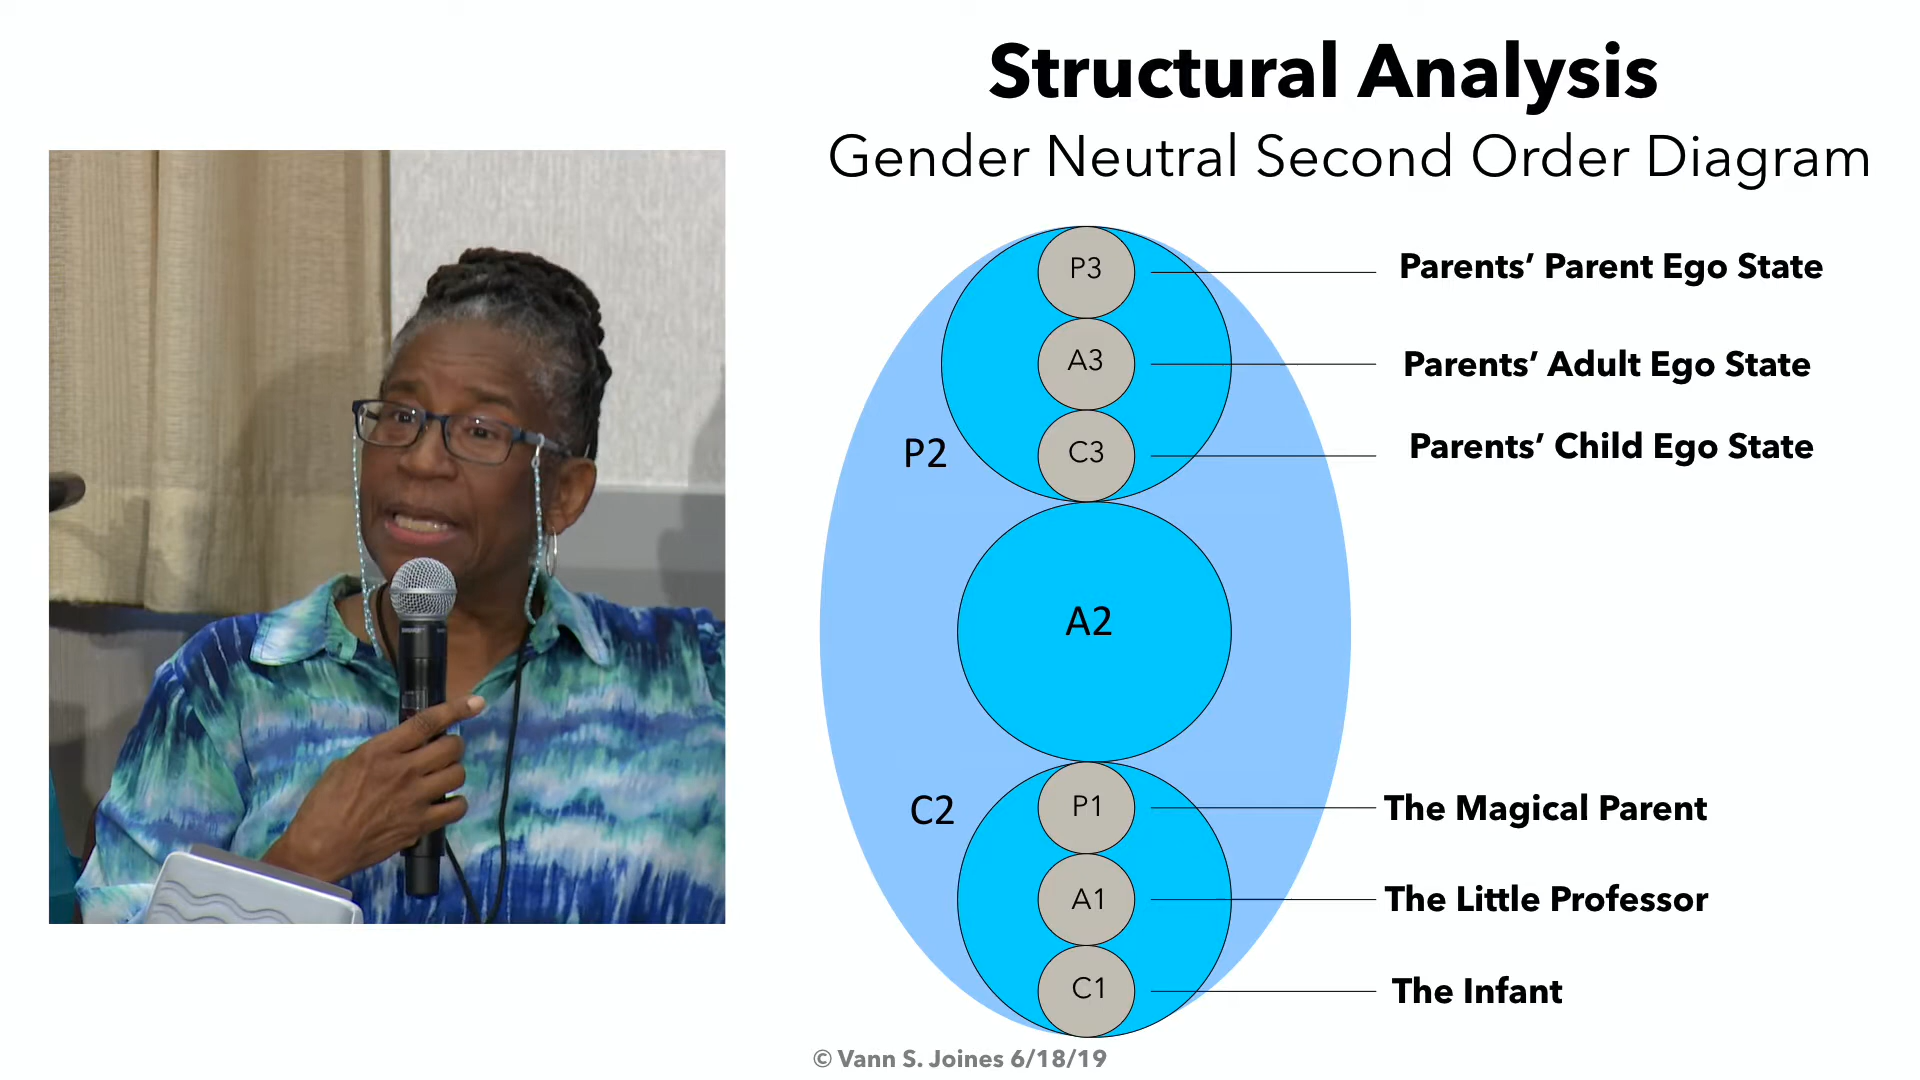 Structural Analysis
Gender Neutral Second Order Diagram
P3
Parents’ Parent Ego State
A3
Parents’ Adult Ego State
P2
C3
Parents’ Child Ego State
A2
C2
P1
The Magical Parent
A1
The Little Professor
C1
The Infant
© Vann S. Joines 6/18/19